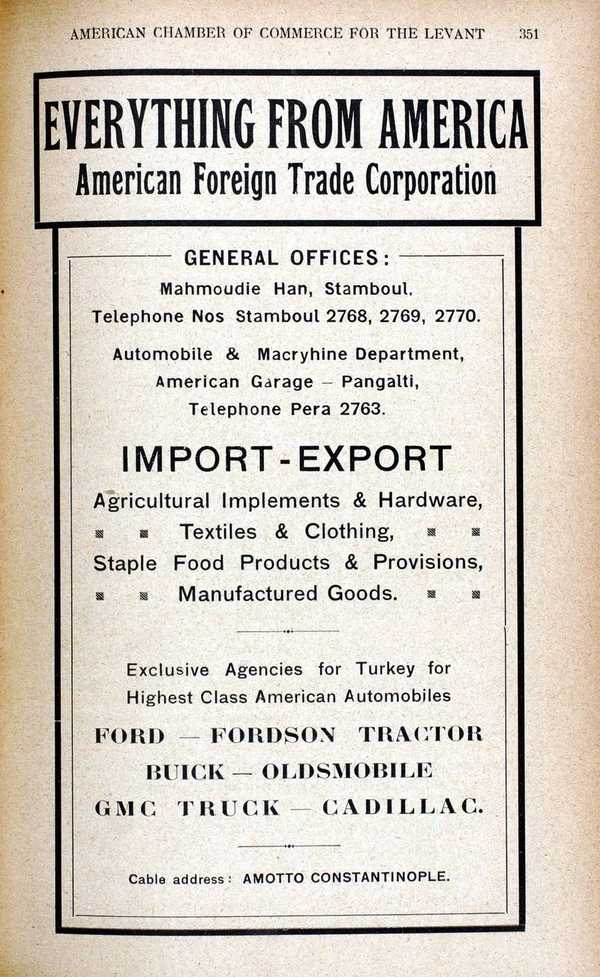 AMERICAN CHAMBER OF COMMERCE FOR THE LEVANT 351
EVERYTHING FROM AMERICA
American Foreign Trade Corporation
GENERAL OFFICES:
Mahmoudie Han, Stamboul.
Telephone Nos Stamboul 2768, 2769, 2770.
Automobile & Macryhine Department,
American Garage — Pangalti,
Telephone Pera 2763.
IMPORT-EXPORT
Agricultural Implements & Hardware,
Textiles & Clothing,
Staple Food Products & Provisions,
Manufactured Goods.
Exclusive Agencies for Turkey for
Highest Class American Automobiles
FORD — FORDSON TRACTOR
BUICK — OLDSMOBILE
GMC TRUCK — CADILLAC.
Cable address: AMOTTO CONSTANTINOPLE.